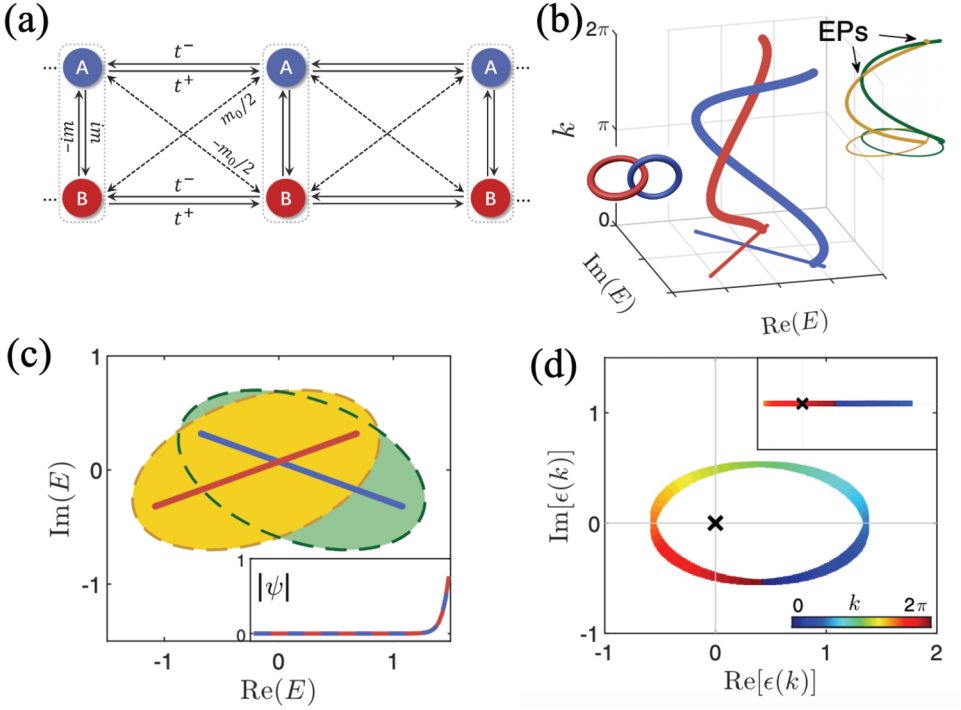 (a)
t⁻
t⁺
A
A
A
...
...
-im
im
m₀/2
-m₀/2
B
B
B
t⁻
t⁺
...
...
(b)
2π
π
0
k
Im(E)
Re(E)
EPs
(c)
1
0
-1
Im(E)
-1
0
1
Re(E)
|ψ|
1
0
(d)
1
0
-1
Im[ϵ(k)]
-1
0
1
2
Re[ϵ(k)]
0
k
2π